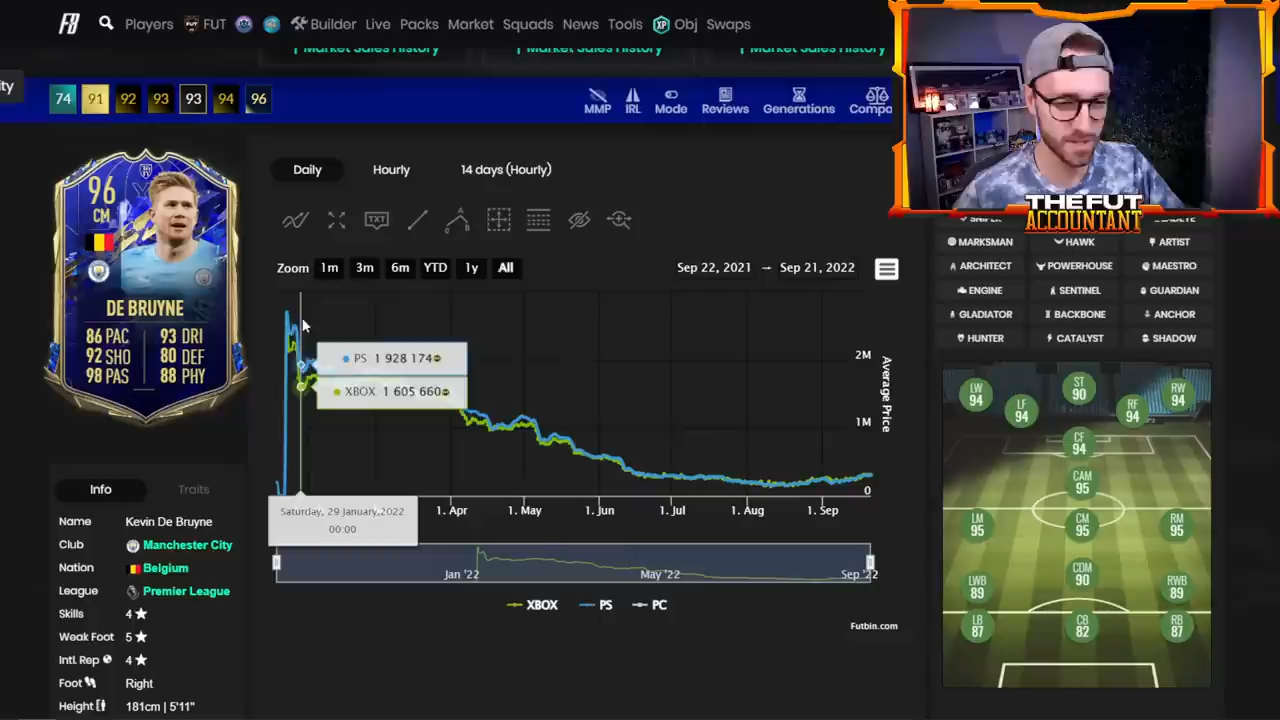 F8 Players FUT Builder Live Packs Market Squads News Tools XP Obj Swaps
Market Sales History Market Sales History Market Sales History
ity
74 91 92 93 93 94 96
MMP IRL Mode Reviews Generations Compa
THE FUT
ACCOUNTANT
96
CM
DE BRUYNE
86 PAC 93 DRI
92 SHO 80 DEF
98 PAS 88 PHY
Daily Hourly 14 days (Hourly)
TXT
Zoom 1m 3m 6m YTD 1y All
Sep 22, 2021 → Sep 21, 2022
PS 1 928 174
XBOX 1 605 660
2M
1M
0
Average Price
Saturday, 29 January, 2022
00:00
1. Apr 1. May 1. Jun 1. Jul 1. Aug 1. Sep
Jan '22 May '22 Sep '22
XBOX PS PC
Futbin.com
Info Traits
Name Kevin De Bruyne
Club Manchester City
Nation Belgium
League Premier League
Skills 4
Weak Foot 5
Intl. Rep 4
Foot Right
Height 181cm | 5'11"
SNIPER DEADEYE
MARKSMAN HAWK ARTIST
ARCHITECT POWERHOUSE MAESTRO
ENGINE SENTINEL GUARDIAN
GLADIATOR BACKBONE ANCHOR
HUNTER CATALYST SHADOW
LW
94
ST
90
RW
94
LF
94
RF
94
CF
94
CAM
95
LM
95
CM
95
RM
95
CDM
90
LWB
89
RWB
89
LB
87
CB
82
RB
87